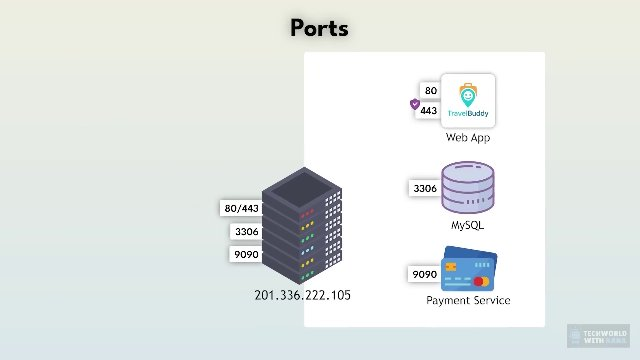 Ports
80
443
TravelBuddy
Web App
3306
MySQL
80/443
3306
9090
201.336.222.105
9090
Payment Service
TECHWORLD
WITH NANA